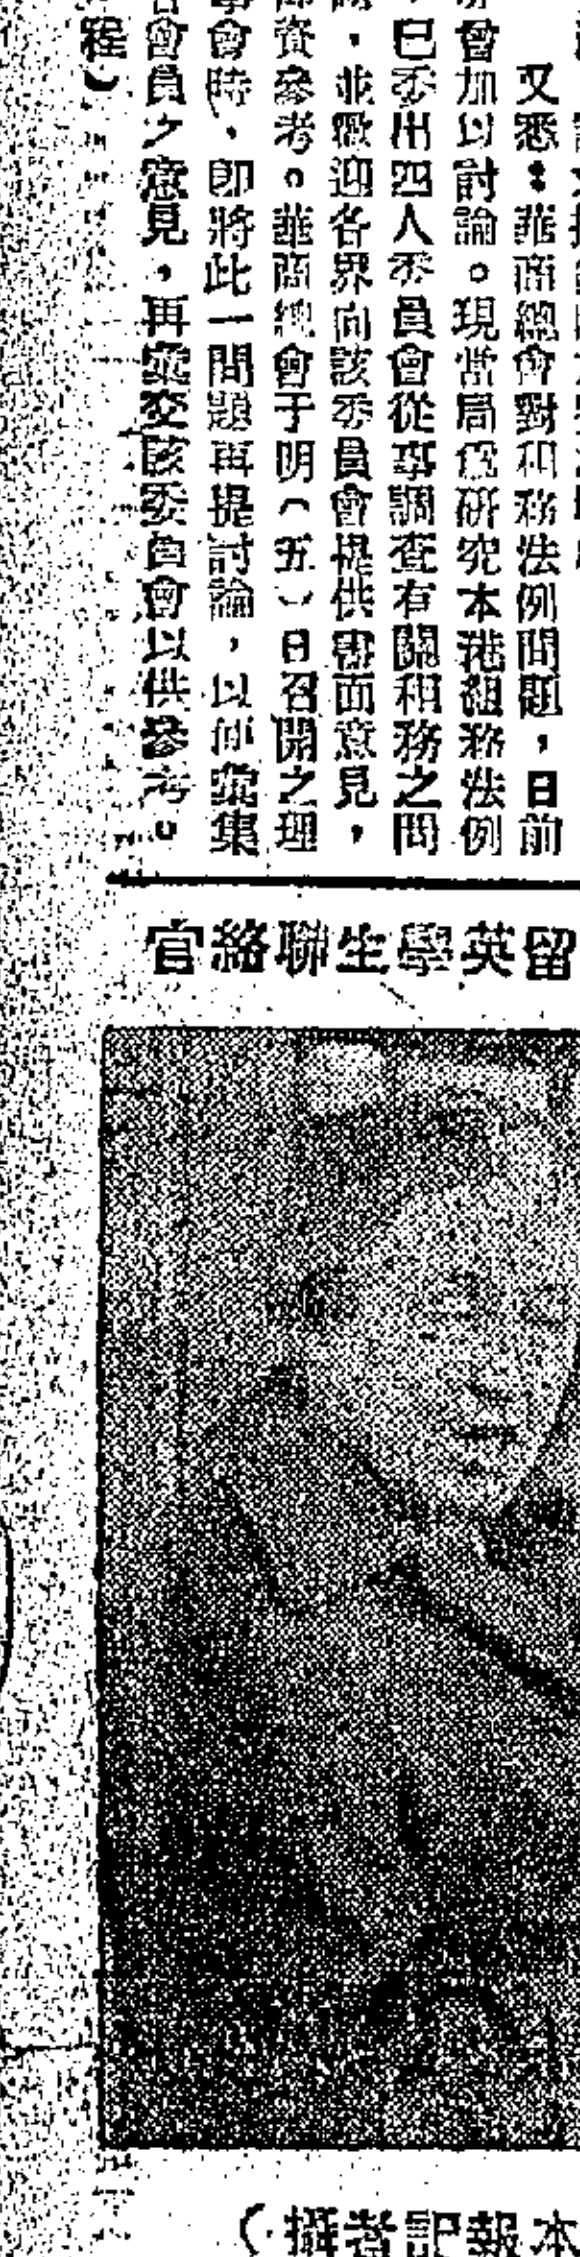 又悉：華商總會對租務法例問題，日前
曾加以討論。現當局爲研究本港租務法例
，已委出四人委員會從事調查有關租務之問
，並歡迎各界向該委員會提供書面意見，
資參考。華商總會于明（五）日召開之理
會時，即將此一問題再提討論，以便彙集
會員之意見，再彙交該委員會以供參考。
程）
留英學生聯絡官
本報記者攝）